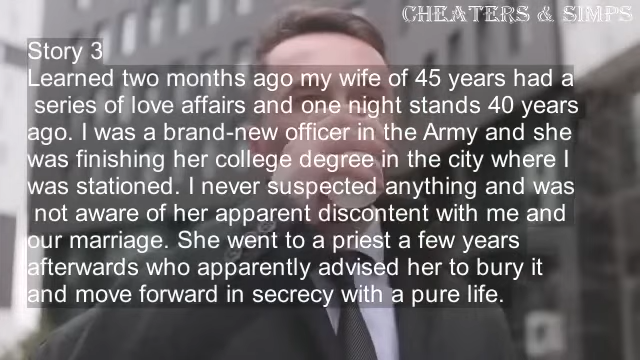 CHEATERS & SIMPS
Story 3
Learned two months ago my wife of 45 years had a
series of love affairs and one night stands 40 years
ago. I was a brand-new officer in the Army and she
was finishing her college degree in the city where I
was stationed. I never suspected anything and was
not aware of her apparent discontent with me and
our marriage. She went to a priest a few years
afterwards who apparently advised her to bury it
and move forward in secrecy with a pure life.